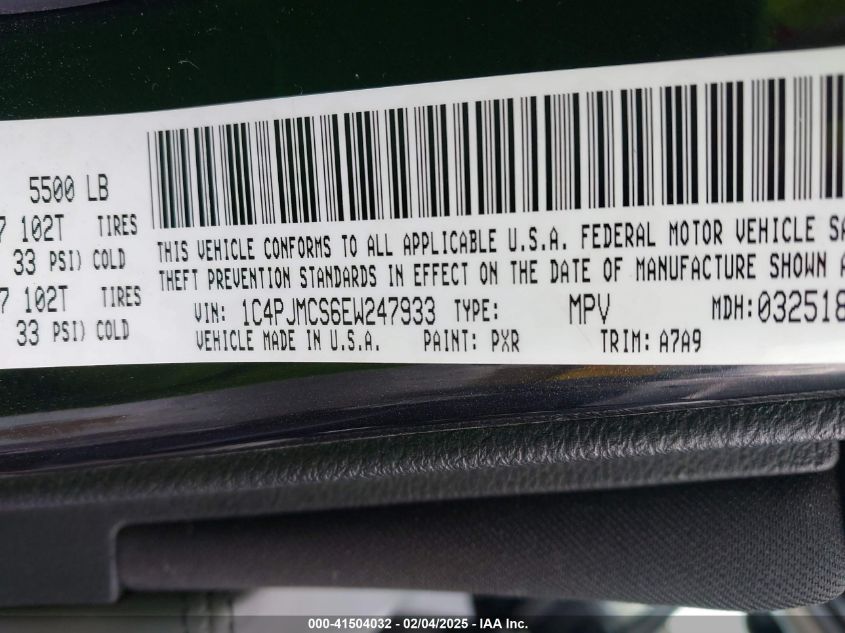 5500 LB
7 102T TIRES
33 PSI) COLD
7 102T TIRES
33 PSI) COLD
THIS VEHICLE CONFORMS TO ALL APPLICABLE U.S.A. FEDERAL MOTOR VEHICLE SA
THEFT PREVENTION STANDARDS IN EFFECT ON THE DATE OF MANUFACTURE SHOWN A
VIN: 1C4PJMCS6EW247933 TYPE: MPV MDH:032518
VEHICLE MADE IN U.S.A. PAINT: PXR TRIM: A7A9
000-41504032 - 02/04/2025 - IAA Inc.